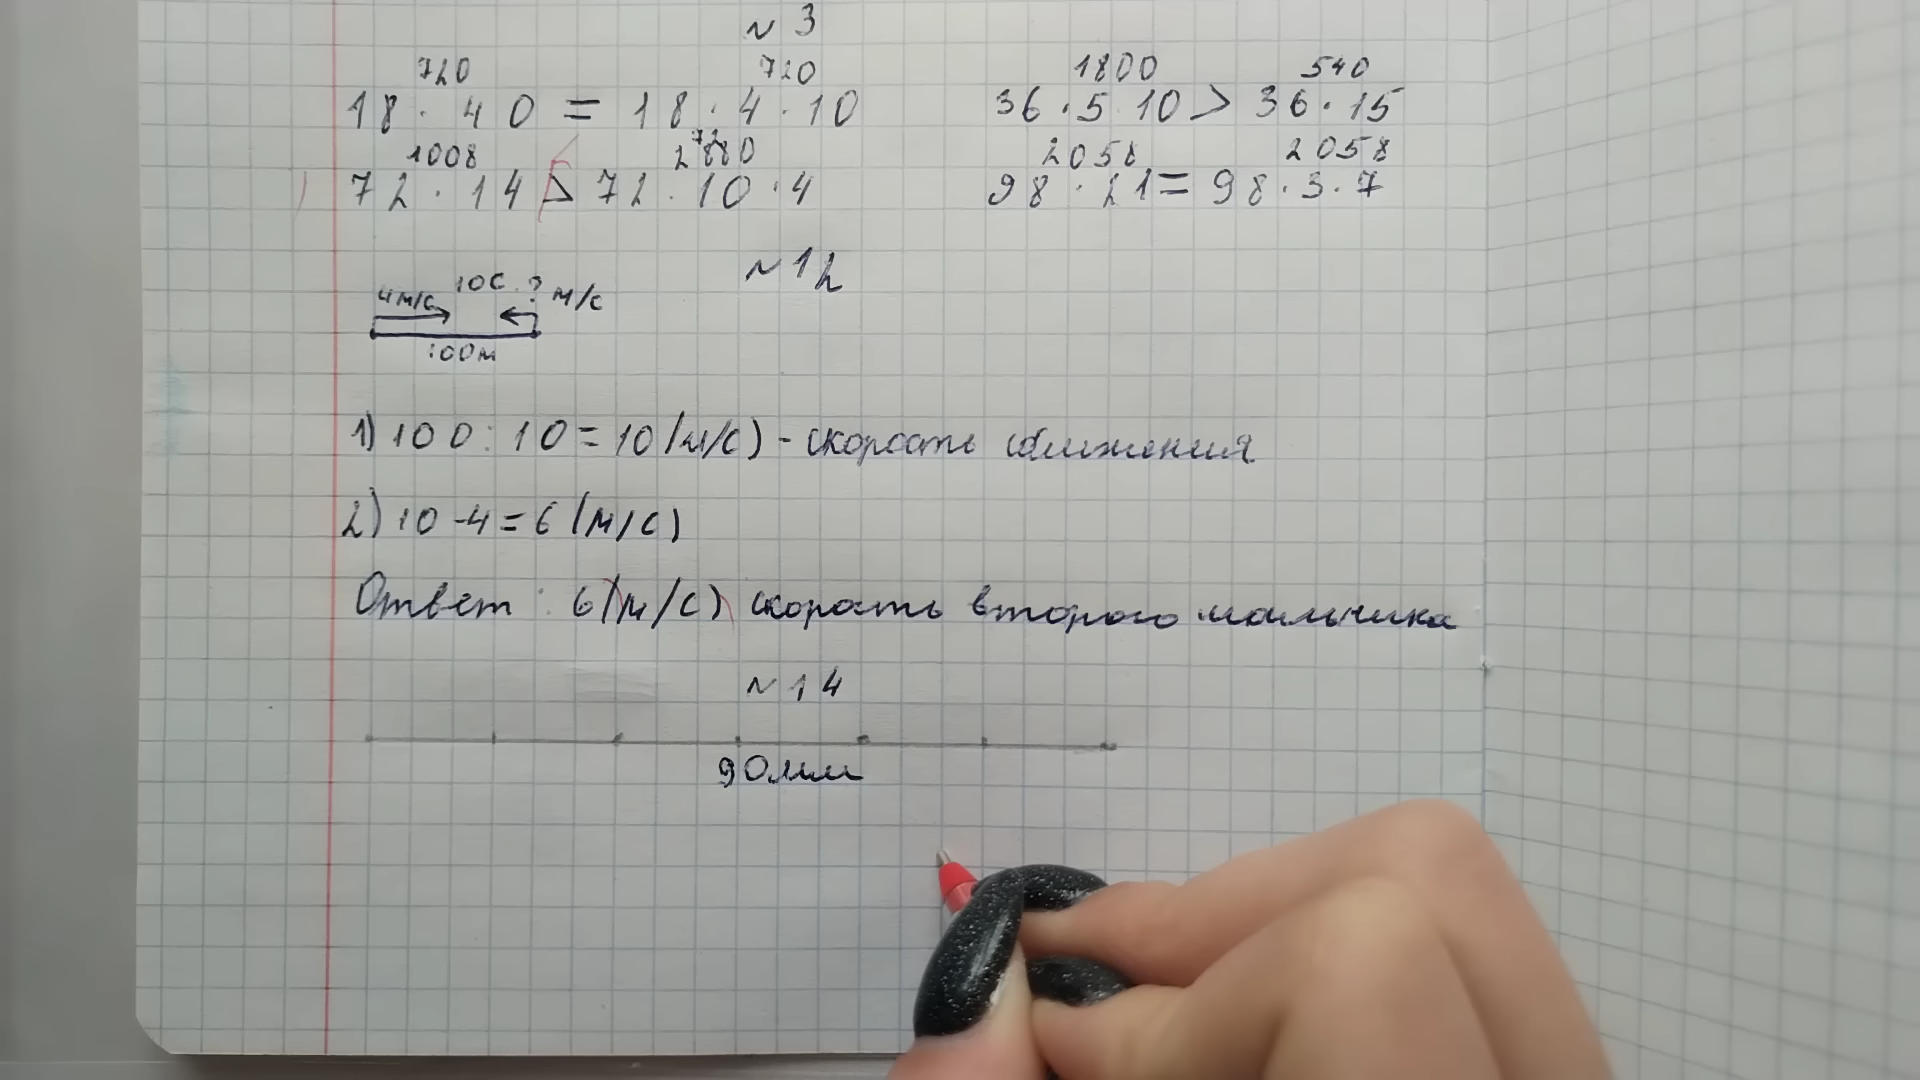 № 3
720 720 1800 540
18 · 40 = 18 · 4 · 10 36 · 5 · 10 > 36 · 15
1008 72 2880 2058 2058
72 · 14 > 72 · 10 · 4 98 · 21 = 98 · 3 · 7
№ 12
4 м/с 10 с ? м/с
100 м
1) 100 : 10 = 10 (м/с) - скорость сближения
2) 10 - 4 = 6 (м/с)
Ответ : 6 (м/с) скорость второго мальчика
№ 14
90 мм